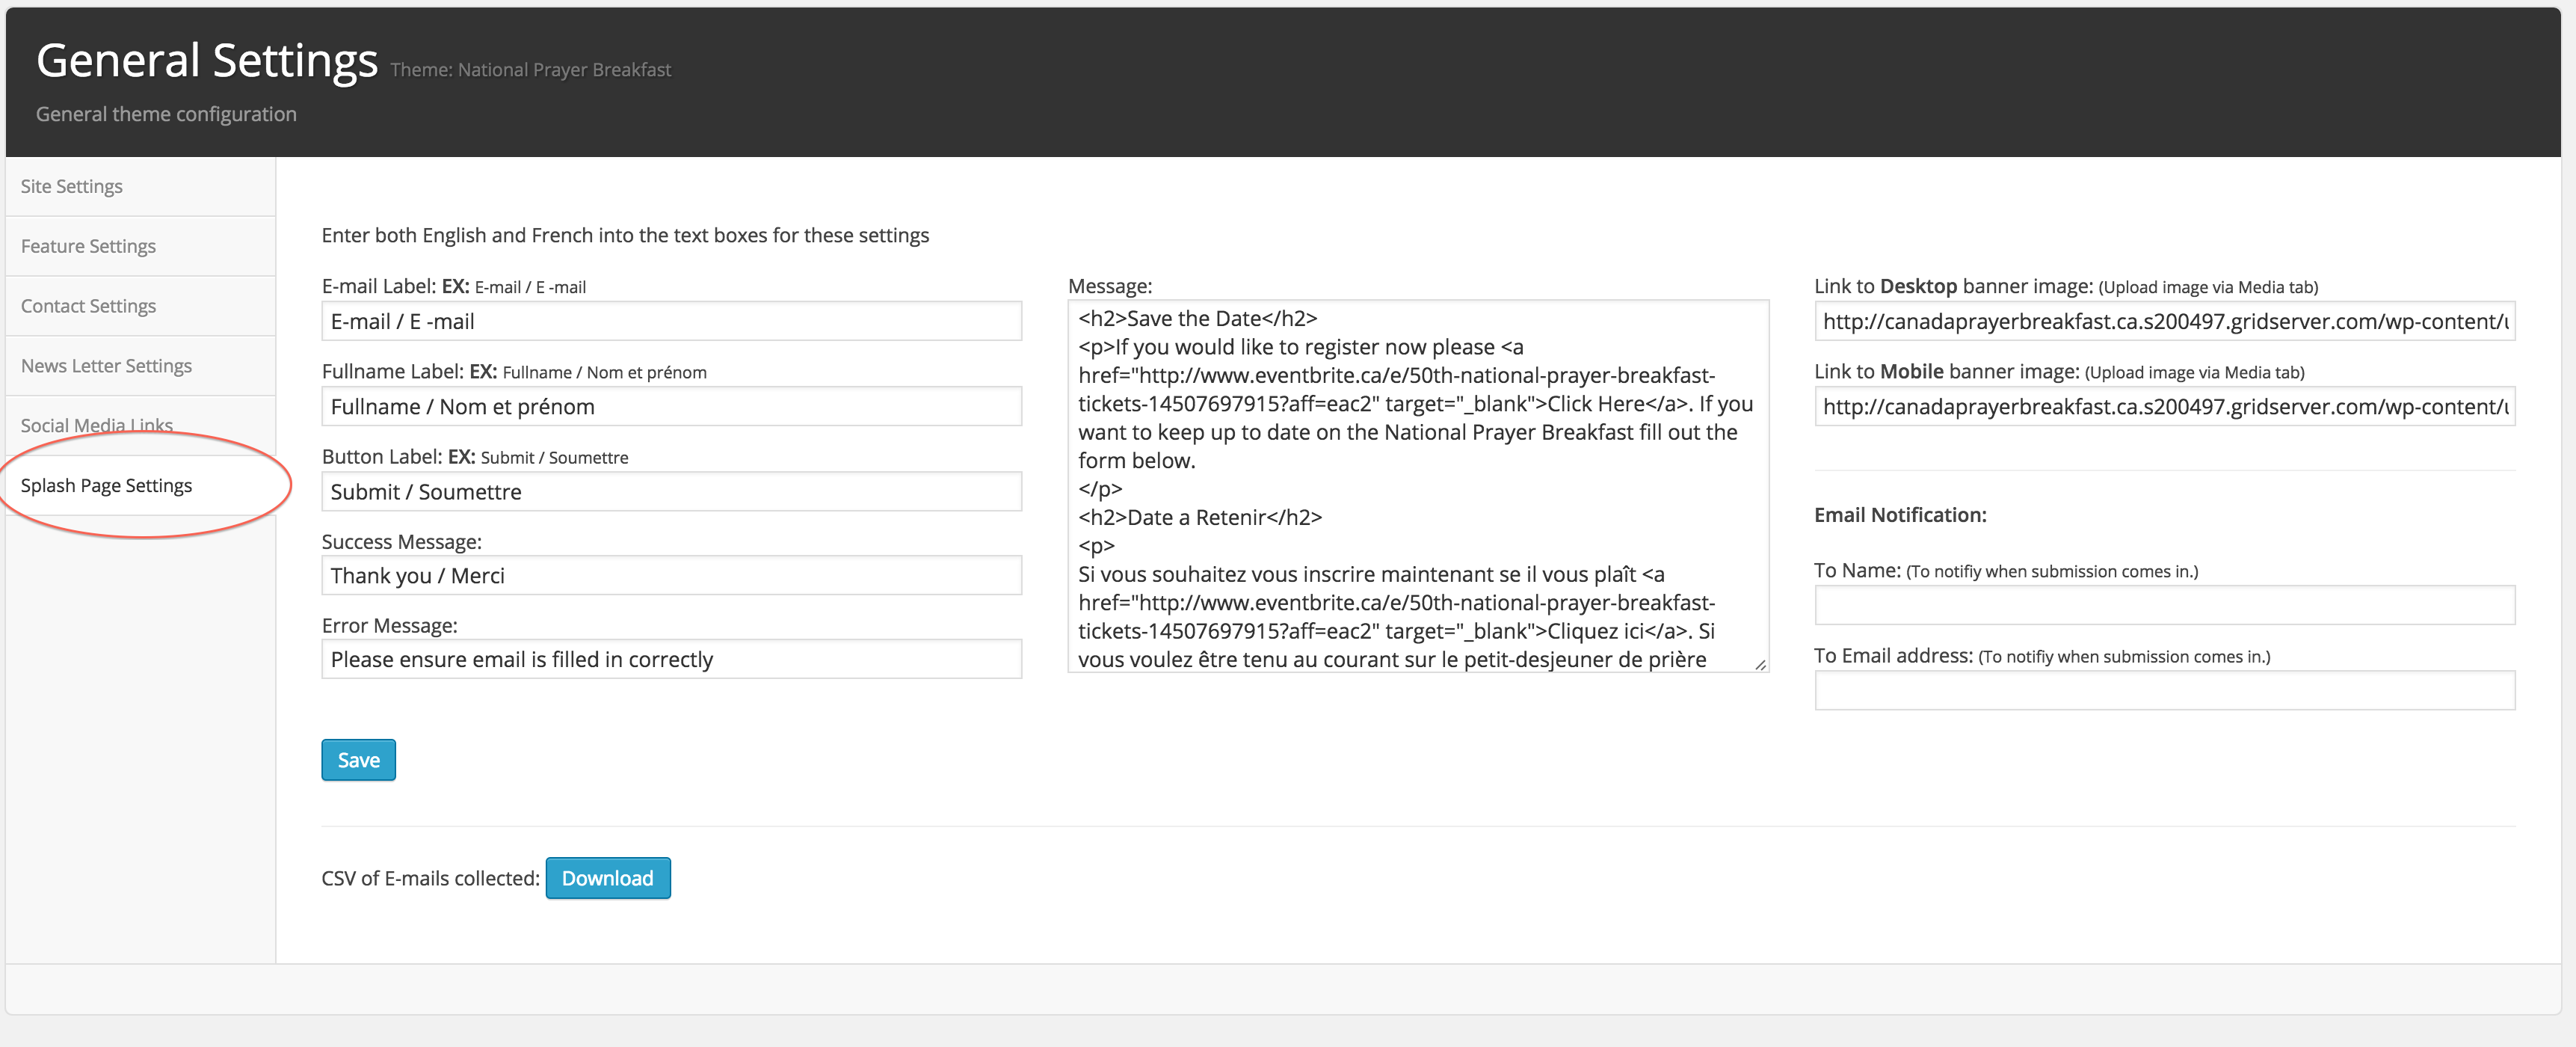 General Settings Theme: National Prayer Breakfast
General theme configuration
Site Settings
Feature Settings
Contact Settings
News Letter Settings
Social Media Links
Splash Page Settings
Enter both English and French into the text boxes for these settings
E-mail Label: EX: E-mail / E -mail
E-mail / E -mail
Fullname Label: EX: Fullname / Nom et prénom
Fullname / Nom et prénom
Button Label: EX: Submit / Soumettre
Submit / Soumettre
Success Message:
Thank you / Merci
Error Message:
Please ensure email is filled in correctly
Message:
<h2>Save the Date</h2>
<p>If you would like to register now please <a
href="http://www.eventbrite.ca/e/50th-national-prayer-breakfast-
tickets-14507697915?aff=eac2" target="_blank">Click Here</a>. If you
want to keep up to date on the National Prayer Breakfast fill out the
form below.
</p>
<h2>Date a Retenir</h2>
<p>
Si vous souhaitez vous inscrire maintenant se il vous plaît <a
href="http://www.eventbrite.ca/e/50th-national-prayer-breakfast-
tickets-14507697915?aff=eac2" target="_blank">Cliquez ici</a>. Si
vous voulez être tenu au courant sur le petit-desjeuner de prière
Link to Desktop banner image: (Upload image via Media tab)
http://canadaprayerbreakfast.ca.s200497.gridserver.com/wp-content/
Link to Mobile banner image: (Upload image via Media tab)
http://canadaprayerbreakfast.ca.s200497.gridserver.com/wp-content/
Email Notification:
To Name: (To notifiy when submission comes in.)
To Email address: (To notifiy when submission comes in.)
Save
CSV of E-mails collected: Download